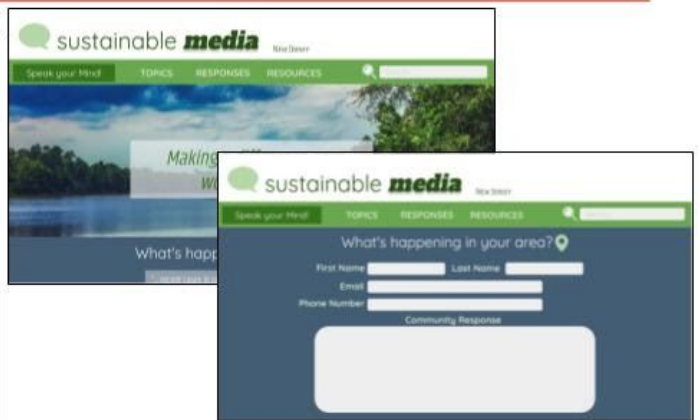 sustainable media New Jersey
Speak your Mind! TOPICS RESPONSES RESOURCES
Making
What's happ
sustainable media New Jersey
Speak your Mind! TOPICS RESPONSES RESOURCES
What's happening in your area?
First Name Last Name
Email
Phone Number
Community Response